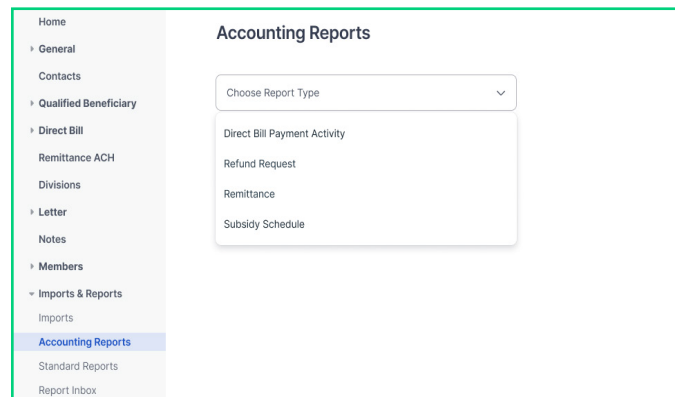 Home
General
Contacts
Qualified Beneficiary
Direct Bill
Remittance ACH
Divisions
Letter
Notes
Members
Imports & Reports
Imports
Accounting Reports
Standard Reports
Report Inbox
Accounting Reports
Choose Report Type
Direct Bill Payment Activity
Refund Request
Remittance
Subsidy Schedule